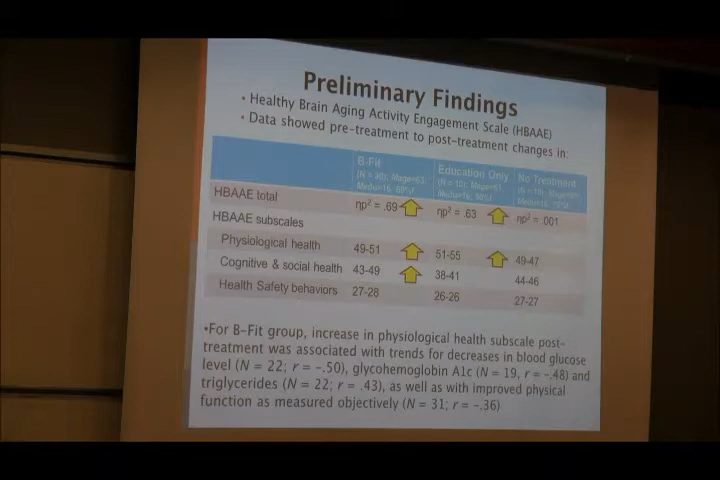 Preliminary Findings
• Healthy Brain Aging Activity Engagement Scale (HBAAE)
• Data showed pre-treatment to post-treatment changes in:
B-Fit Education Only No Treatment
HBAAE total ηp² = .69 ηp² = .63 ηp² = .001
HBAAE subscales
Physiological health 49-51 51-55 49-47
Cognitive & social health 43-49 38-41 44-46
Health Safety behaviors 27-28 26-26 27-27
•For B-Fit group, increase in physiological health subscale post-
treatment was associated with trends for decreases in blood glucose
level (N = 22; r = -.50), glycohemoglobin A1c (N = 19, r = -.48) and
triglycerides (N = 22; r = .43), as well as with improved physical
function as measured objectively (N = 31; r = -.36)